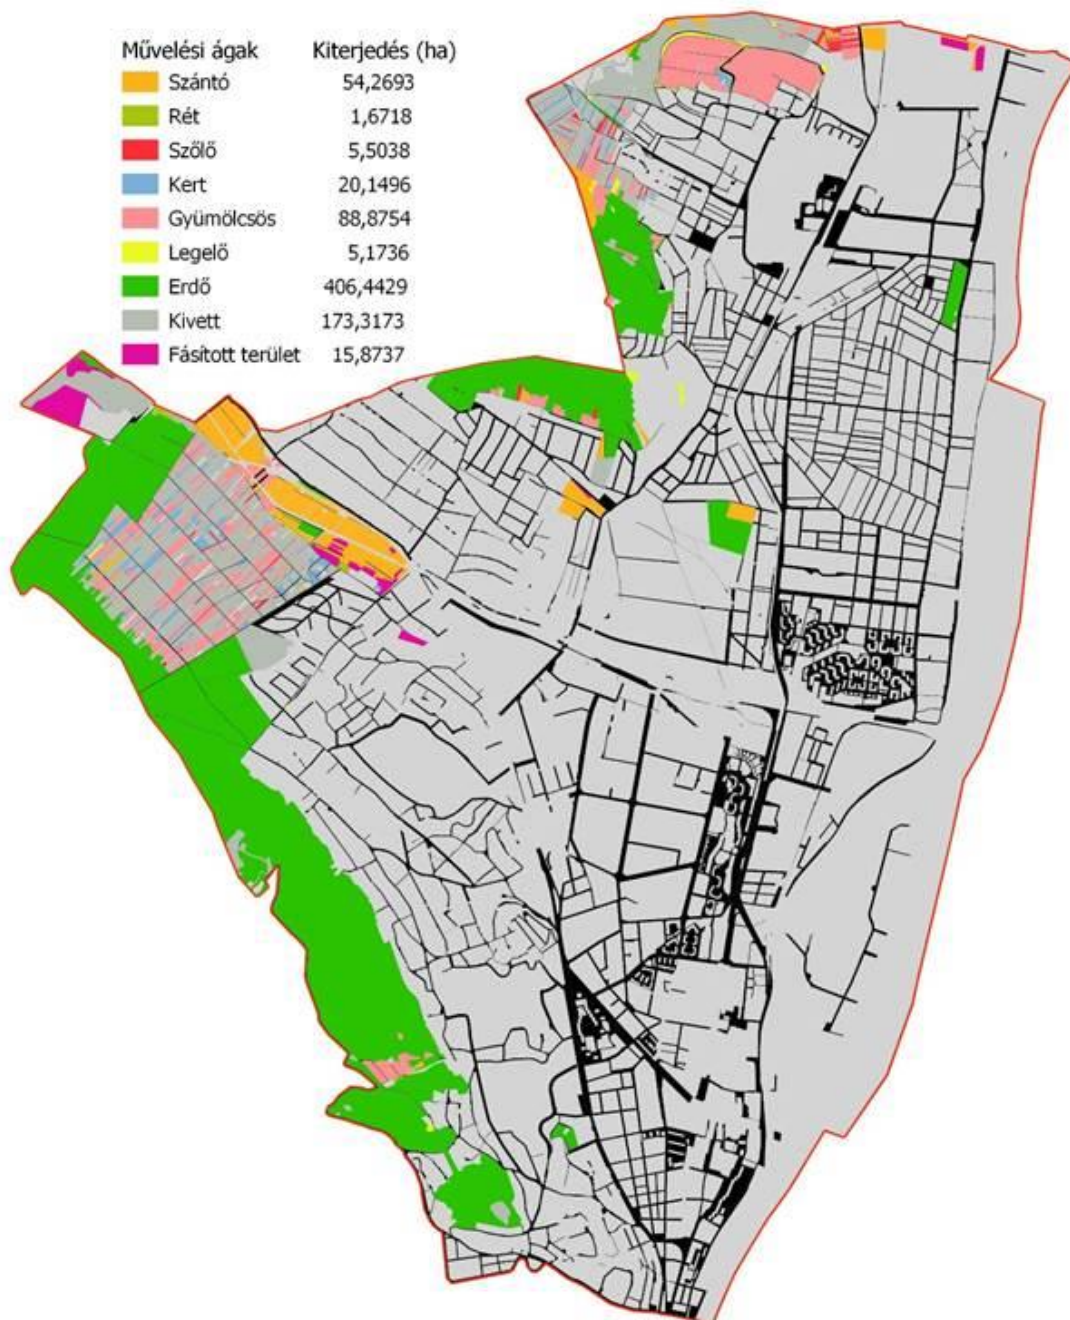 Művelési ágak Kiterjedés (ha)
Szántó 54,2693
Rét 1,6718
Szőlő 5,5038
Kert 20,1496
Gyümölcsös 88,8754
Legelő 5,1736
Erdő 406,4429
Kivett 173,3173
Fásított terület 15,8737